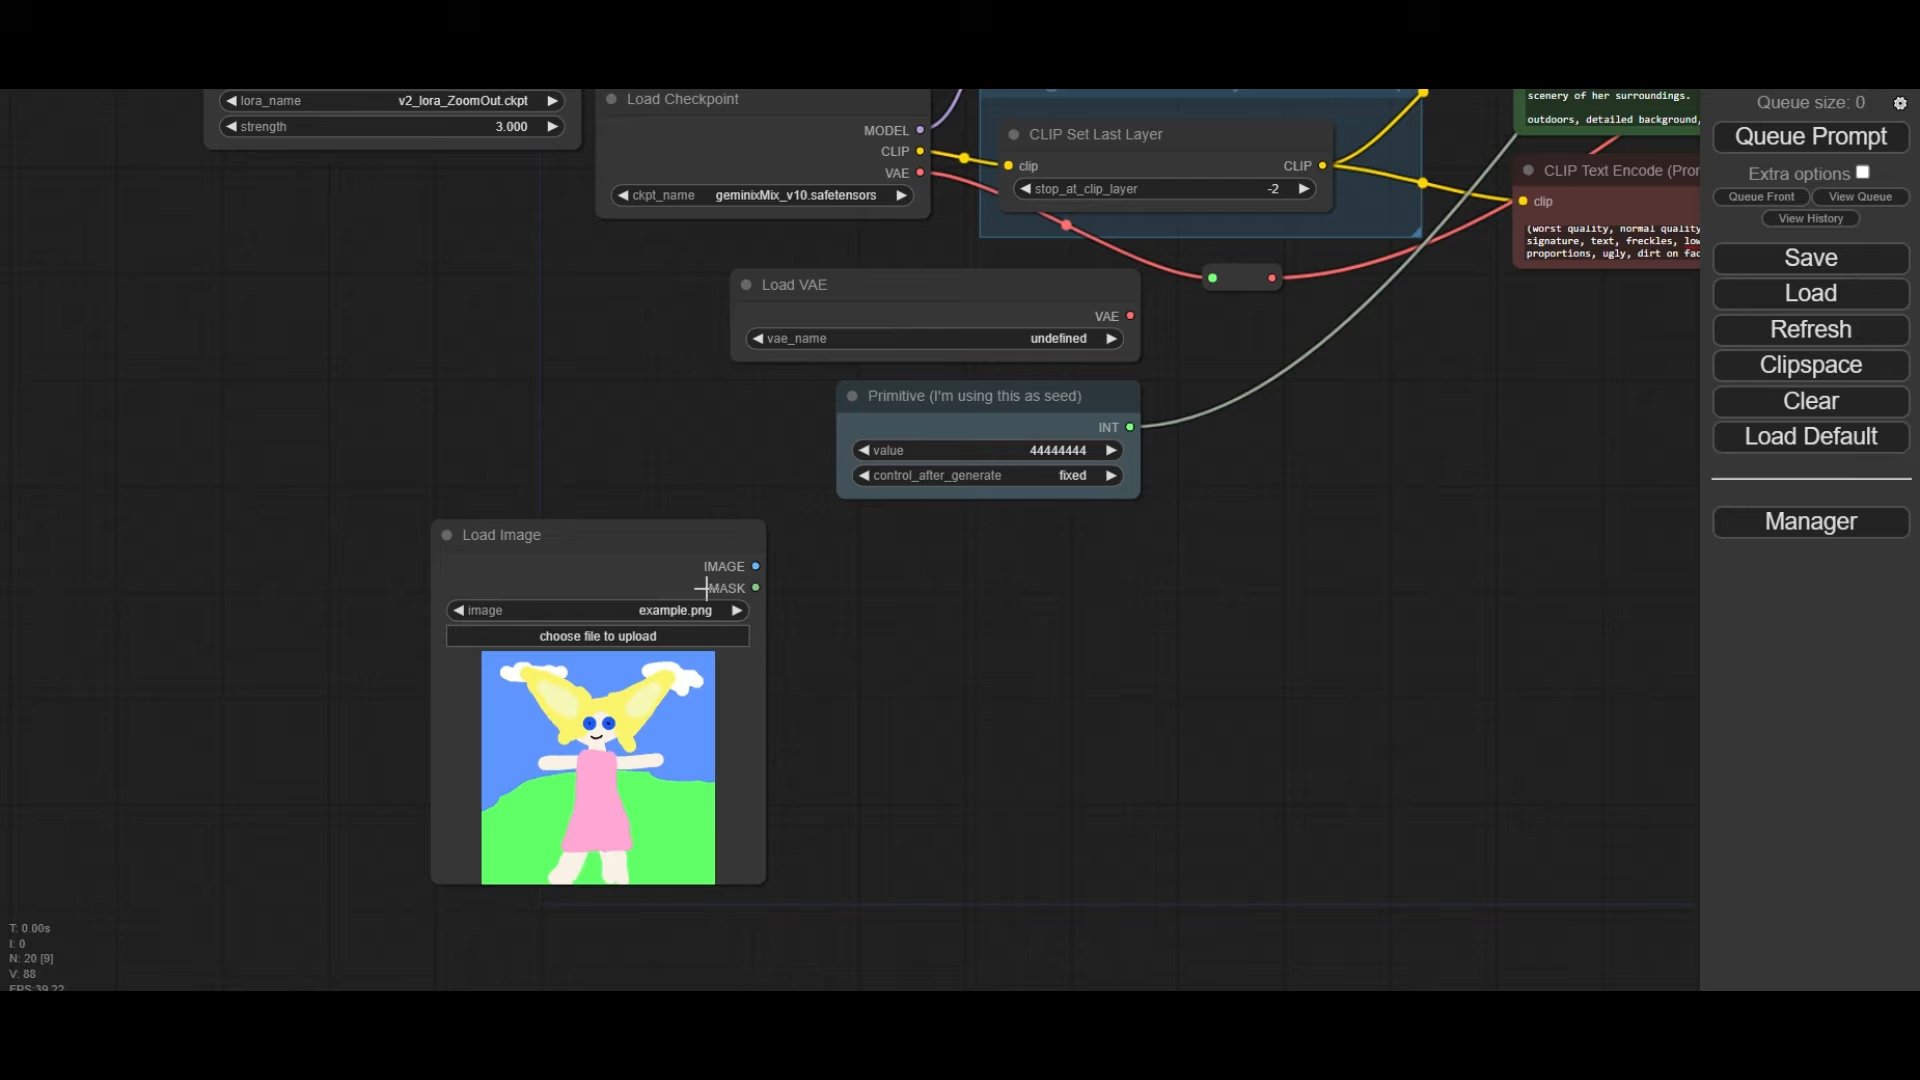 lora_name v2_lora_ZoomOut.ckpt
strength 3.000
Load Checkpoint
MODEL
CLIP
VAE
ckpt_name geminixMix_v10.safetensors
CLIP Set Last Layer
clip CLIP
stop_at_clip_layer -2
scenery of her surroundings.
outdoors, detailed background,
CLIP Text Encode (Pror
clip
(worst quality, normal quality
signature, text, freckles, low
proportions, ugly, dirt on fac
Load VAE
VAE
vae_name undefined
Primitive (I'm using this as seed)
INT
value 44444444
control_after_generate fixed
Load Image
IMAGE
MASK
image example.png
choose file to upload
T: 0.00s
I: 0
N: 20 [9]
V: 88
FPS:39.22
Queue size: 0
Queue Prompt
Extra options
Queue Front View Queue
View History
Save
Load
Refresh
Clipspace
Clear
Load Default
Manager